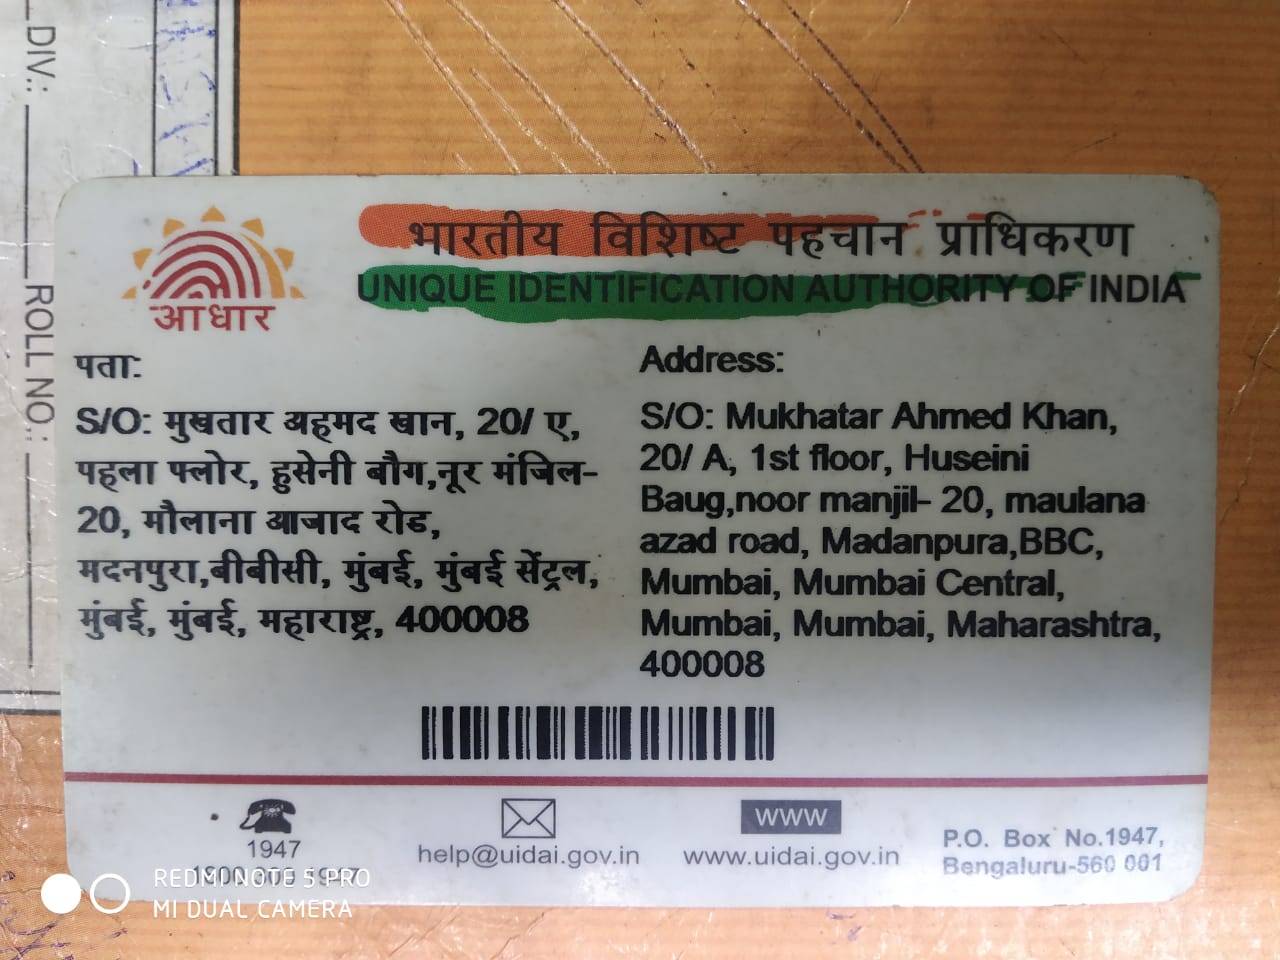 DIV.:
ROLL NO.:
आधार
भारतीय विशिष्ट पहचान प्राधिकरण
UNIQUE IDENTIFICATION AUTHORITY OF INDIA
पता:
S/O: मुखतार अहमद खान, 20/ ए,
पहला फ्लोर, हुसेनी बौग,नूर मंजिल-
20, मौलाना आजाद रोड,
मदनपुरा,बीबीसी, मुंबई, मुंबई सेंट्रल,
मुंबई, मुंबई, महाराष्ट्र, 400008
Address:
S/O: Mukhatar Ahmed Khan,
20/ A, 1st floor, Huseini
Baug,noor manjil- 20, maulana
azad road, Madanpura,BBC,
Mumbai, Mumbai Central,
Mumbai, Mumbai, Maharashtra,
400008
1947
help@uidai.gov.in
www
www.uidai.gov.in
P.O. Box No.1947,
Bengaluru-560 001
REDMI NOTE 5 PRO
MI DUAL CAMERA